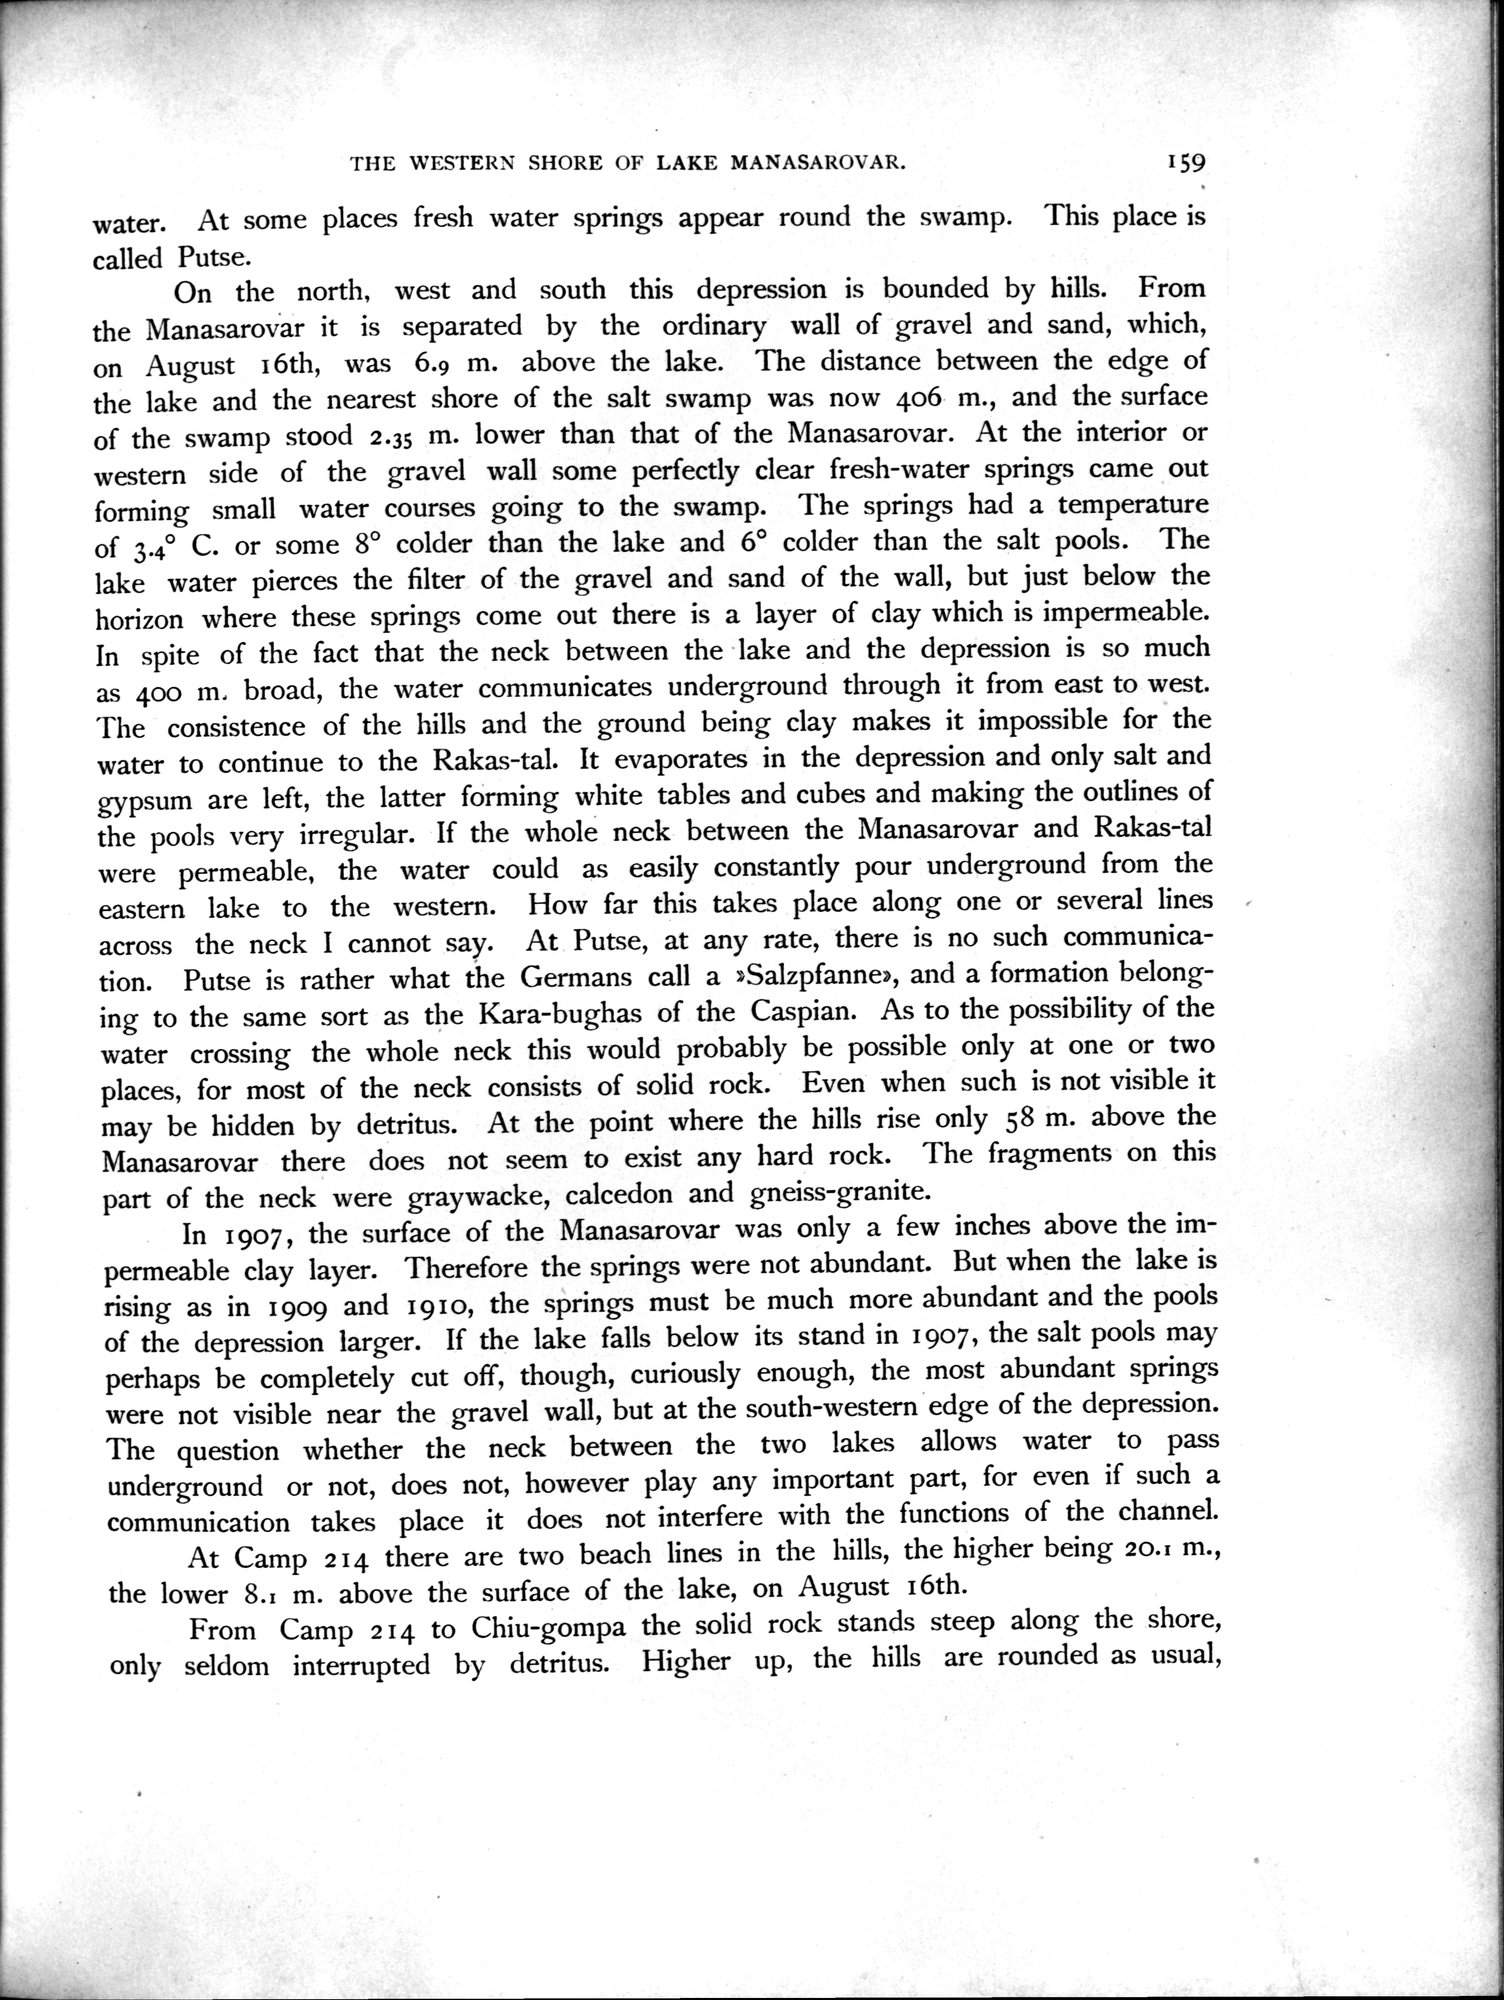 THE WESTERN SHORE OF LAKE MANASAROVAR. 159
water. At some places fresh water springs appear round the swamp. This place is
called Putse.
On the north, west and south this depression is bounded by hills. From
the Manasarovar it is separated by the ordinary wall of gravel and sand, which,
on August 16th, was 6.9 m. above the lake. The distance between the edge of
the lake and the nearest shore of the salt swamp was now 406 m., and the surface
of the swamp stood 2.35 m. lower than that of the Manasarovar. At the interior or
western side of the gravel wall some perfectly clear fresh-water springs came out
forming small water courses going to the swamp. The springs had a temperature
of 3.4° C. or some 8° colder than the lake and 6° colder than the salt pools. The
lake water pierces the filter of the gravel and sand of the wall, but just below the
horizon where these springs come out there is a layer of clay which is impermeable.
In spite of the fact that the neck between the lake and the depression is so much
as 400 m. broad, the water communicates underground through it from east to west.
The consistence of the hills and the ground being clay makes it impossible for the
water to continue to the Rakas-tal. It evaporates in the depression and only salt and
gypsum are left, the latter forming white tables and cubes and making the outlines of
the pools very irregular. If the whole neck between the Manasarovar and Rakas-tal
were permeable, the water could as easily constantly pour underground from the
eastern lake to the western. How far this takes place along one or several lines
across the neck I cannot say. At Putse, at any rate, there is no such communica-
tion. Putse is rather what the Germans call a »Salzpfanne», and a formation belong-
ing to the same sort as the Kara-bughas of the Caspian. As to the possibility of the
water crossing the whole neck this would probably be possible only at one or two
places, for most of the neck consists of solid rock. Even when such is not visible it
may be hidden by detritus. At the point where the hills rise only 58 m. above the
Manasarovar there does not seem to exist any hard rock. The fragments on this
part of the neck were graywacke, calcedon and gneiss-granite.
In 1907, the surface of the Manasarovar was only a few inches above the im-
permeable clay layer. Therefore the springs were not abundant. But when the lake is
rising as in 1909 and 1910, the springs must be much more abundant and the pools
of the depression larger. If the lake falls below its stand in 1907, the salt pools may
perhaps be completely cut off, though, curiously enough, the most abundant springs
were not visible near the gravel wall, but at the south-western edge of the depression.
The question whether the neck between the two lakes allows water to pass
underground or not, does not, however play any important part, for even if such a
communication takes place it does not interfere with the functions of the channel.
At Camp 214 there are two beach lines in the hills, the higher being 20.1 m.,
the lower 8.1 m. above the surface of the lake, on August 16th.
From Camp 214 to Chiu-gompa the solid rock stands steep along the shore,
only seldom interrupted by detritus. Higher up, the hills are rounded as usual,